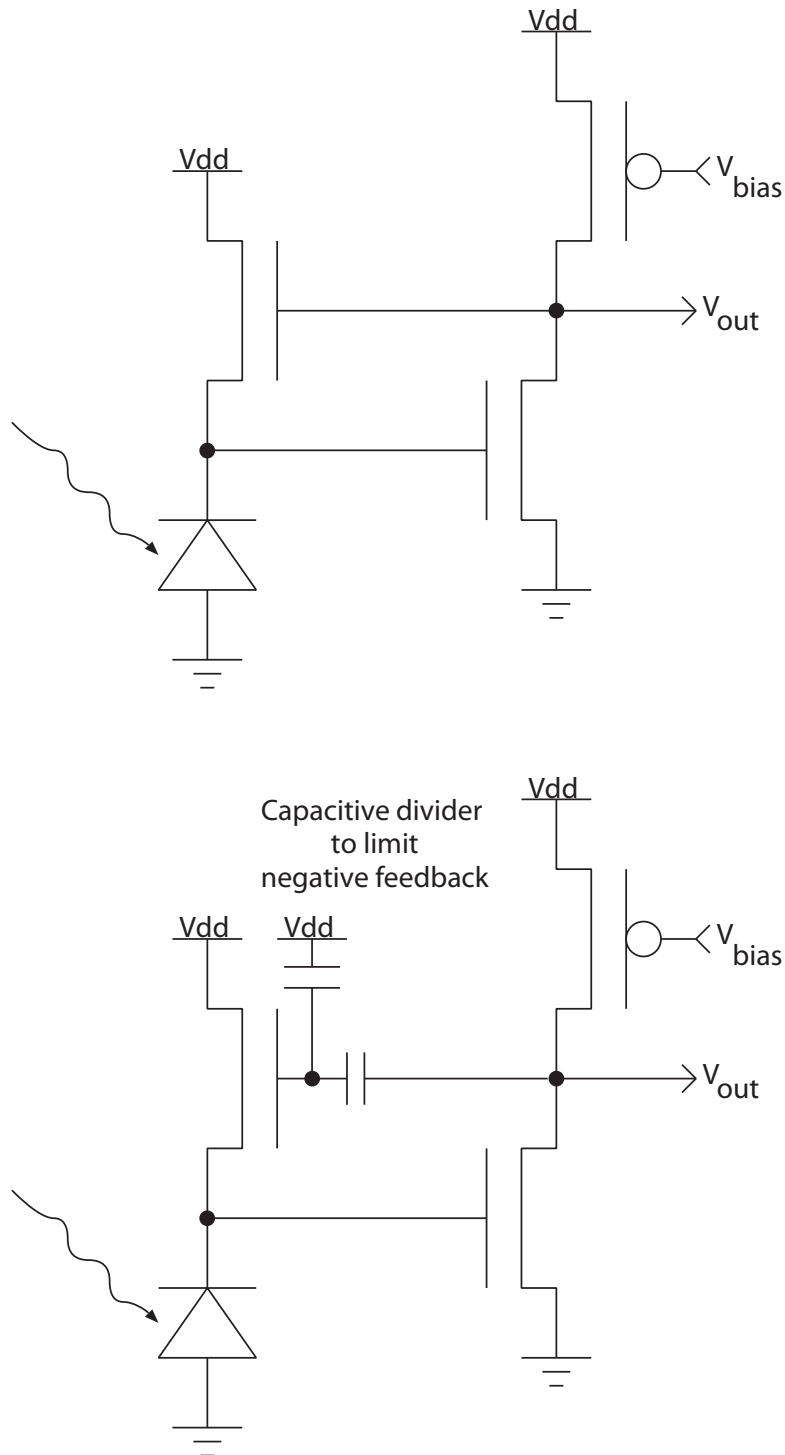 Vdd
Vdd
V
bias
V
out
Vdd
Capacitive divider
to limit
negative feedback
Vdd
Vdd
V
bias
V
out